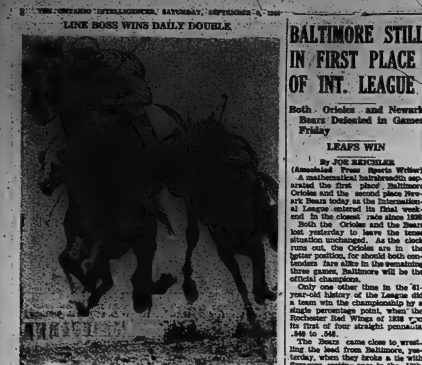 THE ONTARIO INTELLIGENCER, SATURDAY, SEPTEMBER 9,
LINE BOSS WINS DAILY DOUBLE
BALTIMORE STILL
IN FIRST PLACE
OF INT. LEAGUE
Both Orioles and Newark
Bears Defeated in Games
Friday
LEAFS WIN
By JOE REICHLER
(Associated Press Sports Writer)
A mathematical hairsbreadth sep-
arated the first place Baltimore
Orioles and the second place New-
ark Bears today as the Internation-
al League entered its final week-
end in the closest race since 1938
Both the Orioles and the Bears
lost yesterday to leave the tense
situation unchanged. As the clock
runs out, the Orioles are in the
better position, for should both con-
tenders fare alike in the remaining
three games, Baltimore will be the
official champions.
Only one other time in the 61-
year-old history of the League did
a team win the championship by a
single percentage point, when the
Rochester Red Wings of 1928 won
its first of four straight pennants
.549 to .548.
The Bears came close to wrest-
ling the lead from Baltimore, yes-
terday, when they broke a tie with